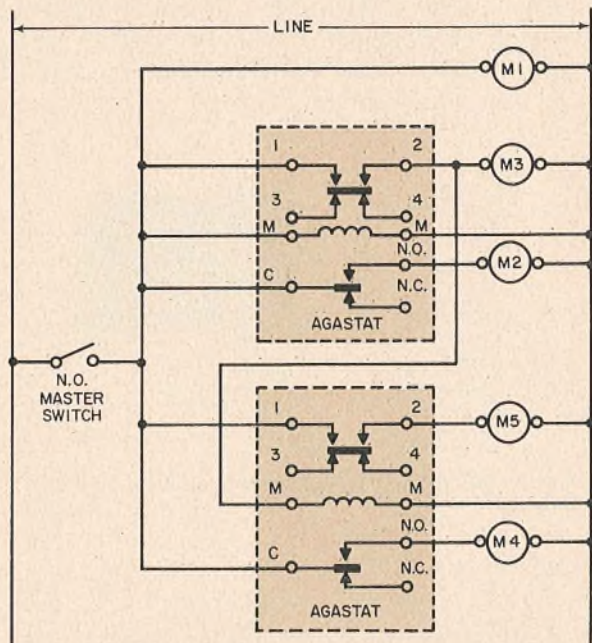 LINE
M1
1 2
M3
3 4
M M
N.O.
C
M2
N.C.
AGASTAT
N.O.
MASTER
SWITCH
1 2
M5
3 4
M M
N.O.
C
M4
N.C.
AGASTAT